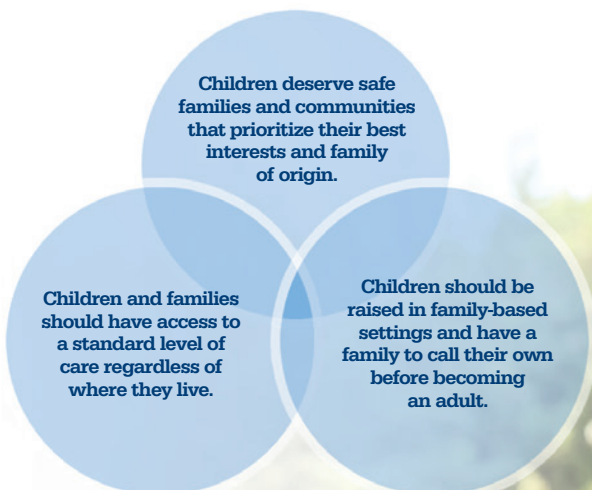 Children deserve safe
families and communities
that prioritize their best
interests and family
of origin.
Children and families
should have access to
a standard level of
care regardless of
where they live.
Children should be
raised in family-based
settings and have a
family to call their own
before becoming
an adult.